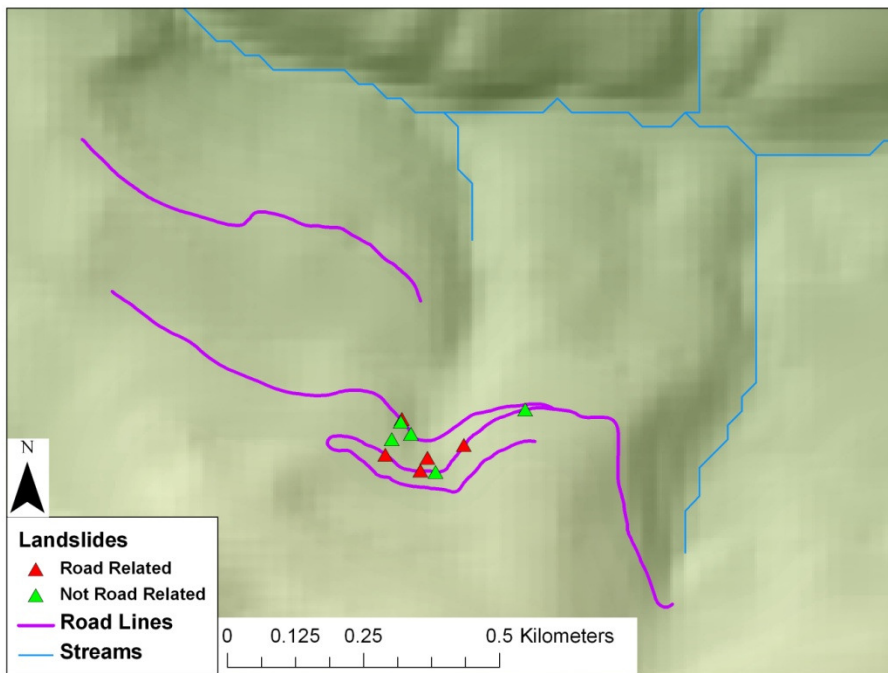 N
Landslides
Road Related
Not Road Related
Road Lines
Streams
0 0.125 0.25 0.5 Kilometers